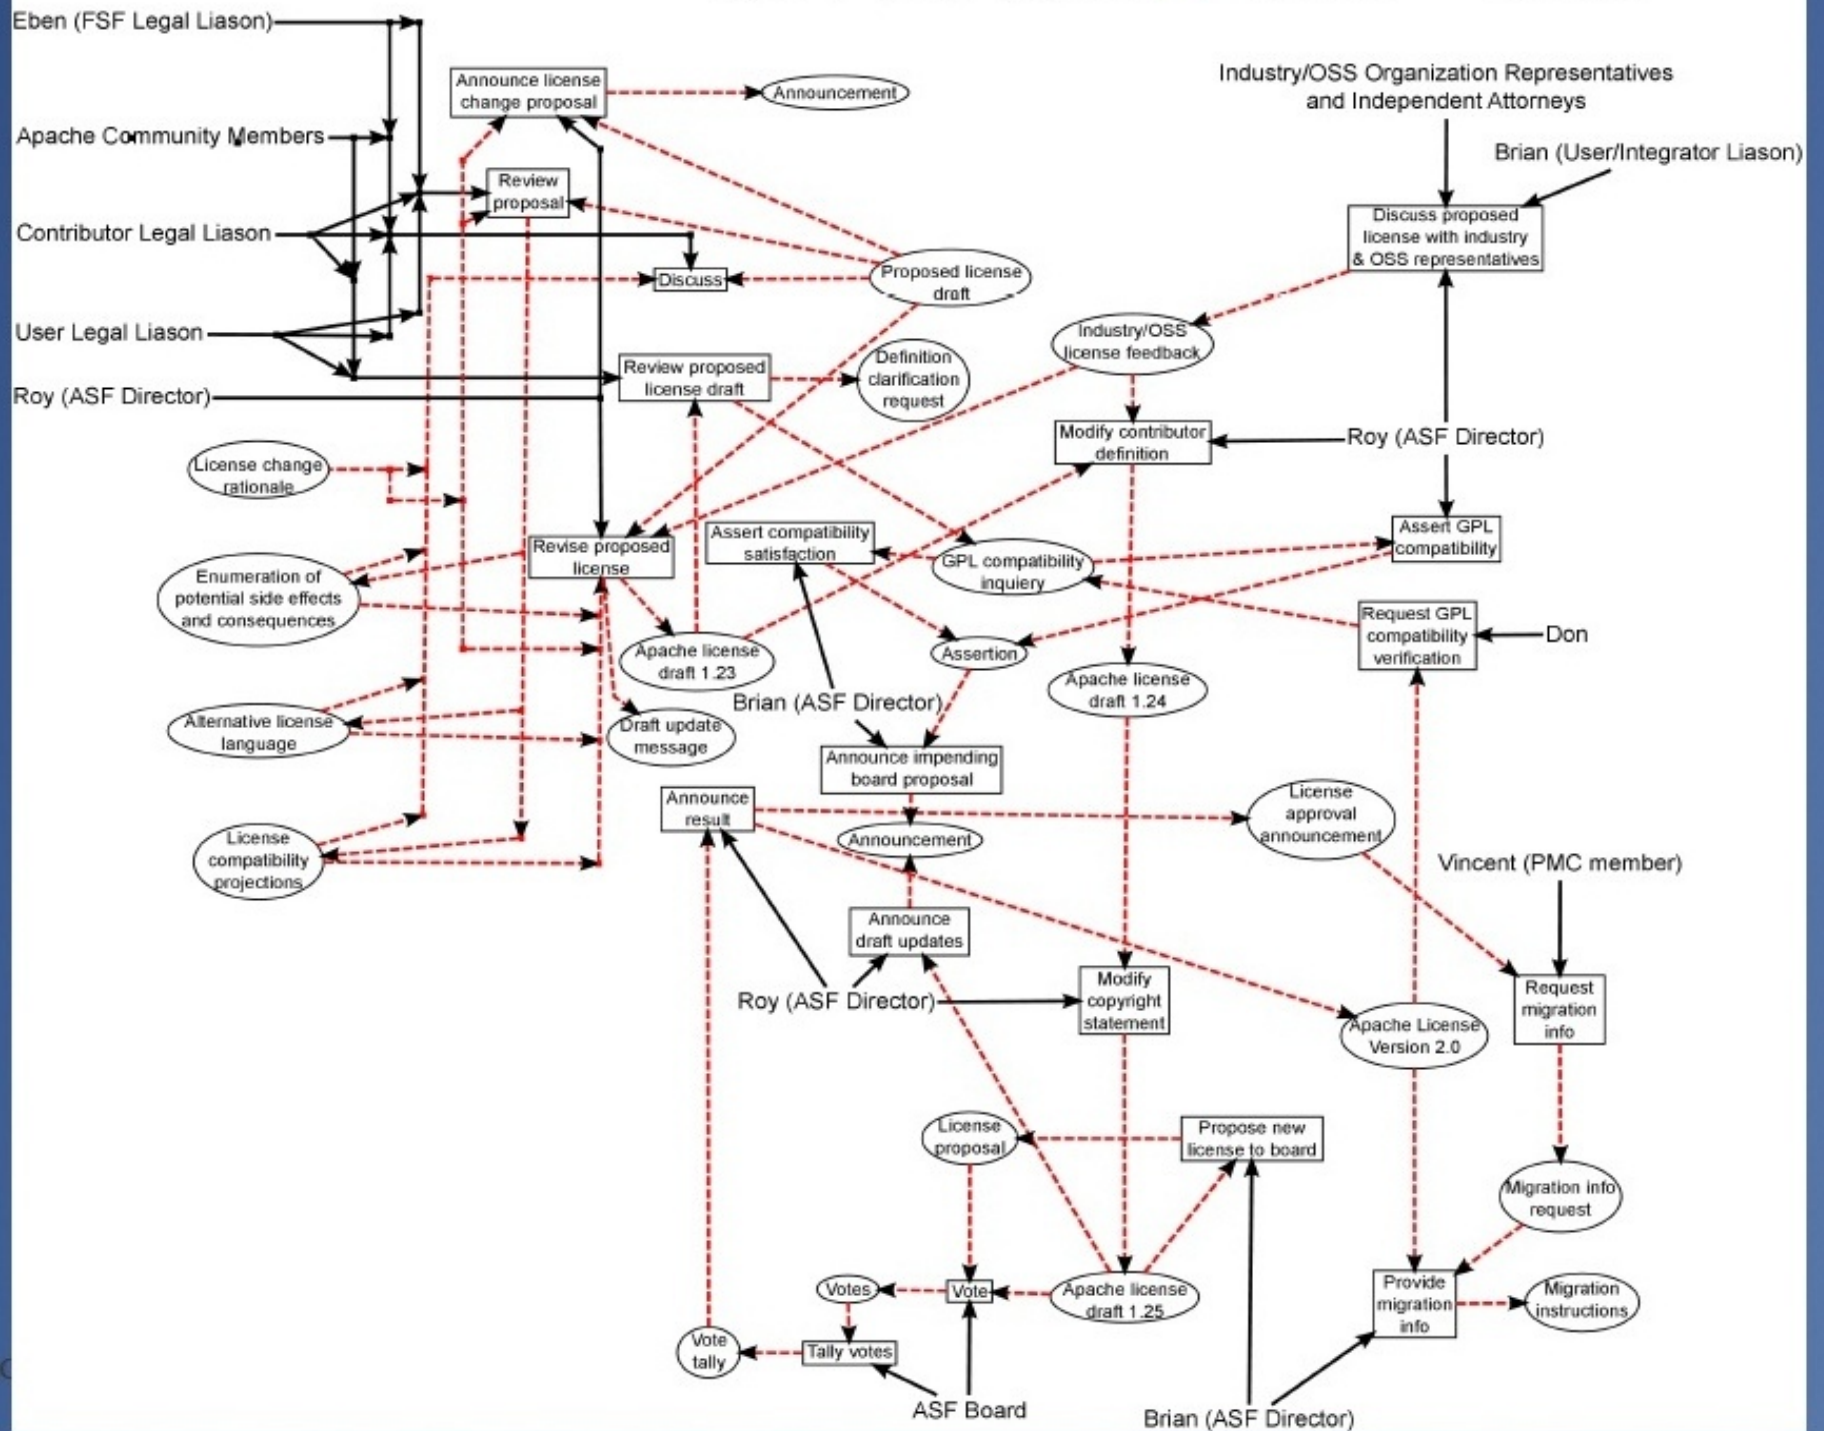 Eben (FSF Legal Liason)
Announce license
change proposal
Announcement
Industry/OSS Organization Representatives
and Independent Attorneys
Apache Community Members
Brian (User/Integrator Liason)
Review
proposal
Contributor Legal Liason
Discuss proposed
license with industry
& OSS representatives
Discuss
Proposed license
draft
User Legal Liason
Industry/OSS
license feedback
Review proposed
license draft
Definition
clarification
request
Roy (ASF Director)
Modify contributor
definition
Roy (ASF Director)
License change
rationale
Revise proposed
license
Assert compatibility
satisfaction
GPL compatibility
inquiery
Assert GPL
compatibility
Enumeration of
potential side effects
and consequences
Request GPL
compatibility
verification
Don
Apache license
draft 1.23
Assertion
Apache license
draft 1.24
Brian (ASF Director)
Alternative license
language
Draft update
message
Announce impending
board proposal
Announce
result
License
approval
announcement
Announcement
License
compatibility
projections
Vincent (PMC member)
Announce
draft updates
Roy (ASF Director)
Modify
copyright
statement
Request
migration
info
Apache License
Version 2.0
License
proposal
Propose new
license to board
Migration info
request
Votes
Vote
Apache license
draft 1.25
Provide
migration
info
Migration
instructions
Vote
tally
Tally votes
ASF Board
Brian (ASF Director)